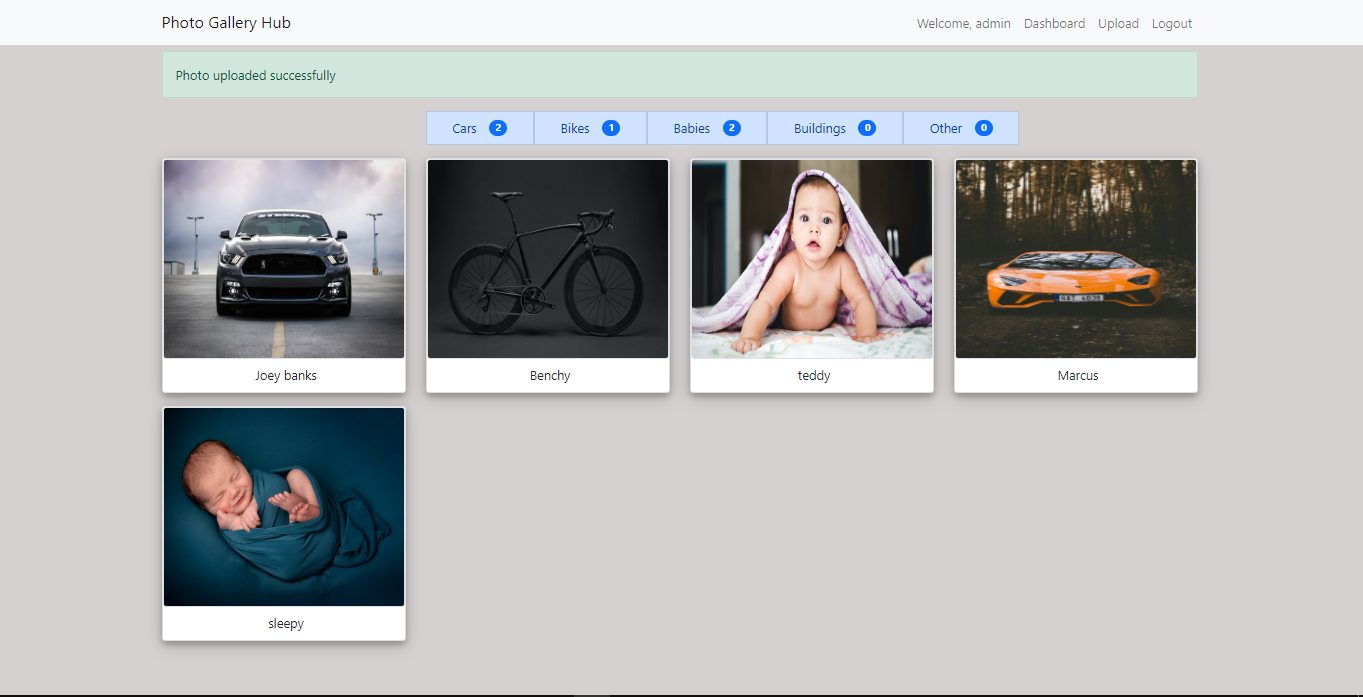 Photo Gallery Hub
Welcome, admin Dashboard Upload Logout
Photo uploaded successfully
Cars 2 Bikes 1 Babies 2 Buildings 0 Other 0
STEEDA
Joey banks
Benchy
teddy
Marcus
sleepy